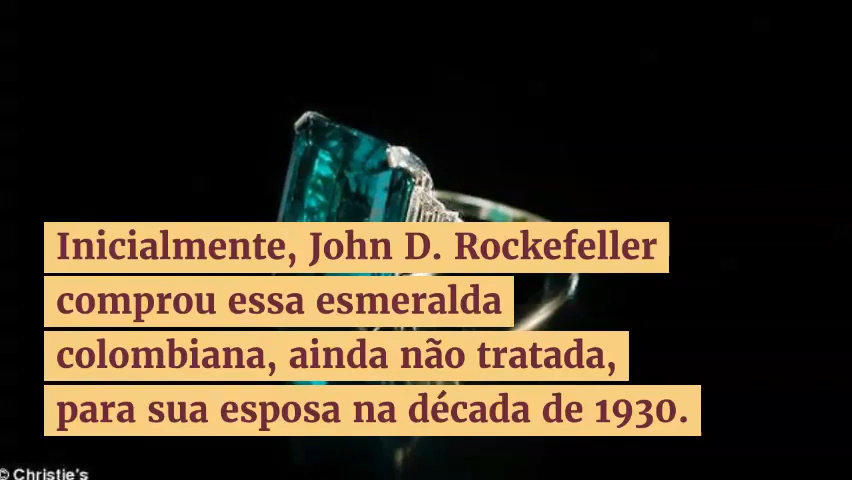 Inicialmente, John D. Rockefeller
comprou essa esmeralda
colombiana, ainda não tratada,
para sua esposa na década de 1930.
© Christie's